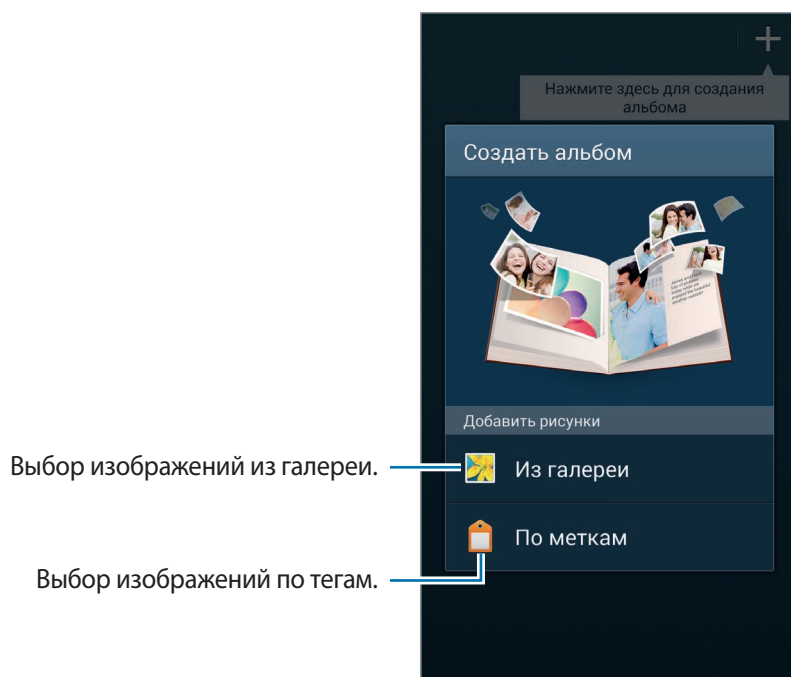 Нажмите здесь для создания
альбома
Создать альбом
Добавить рисунки
Выбор изображений из галереи.
Из галереи
По меткам
Выбор изображений по тегам.